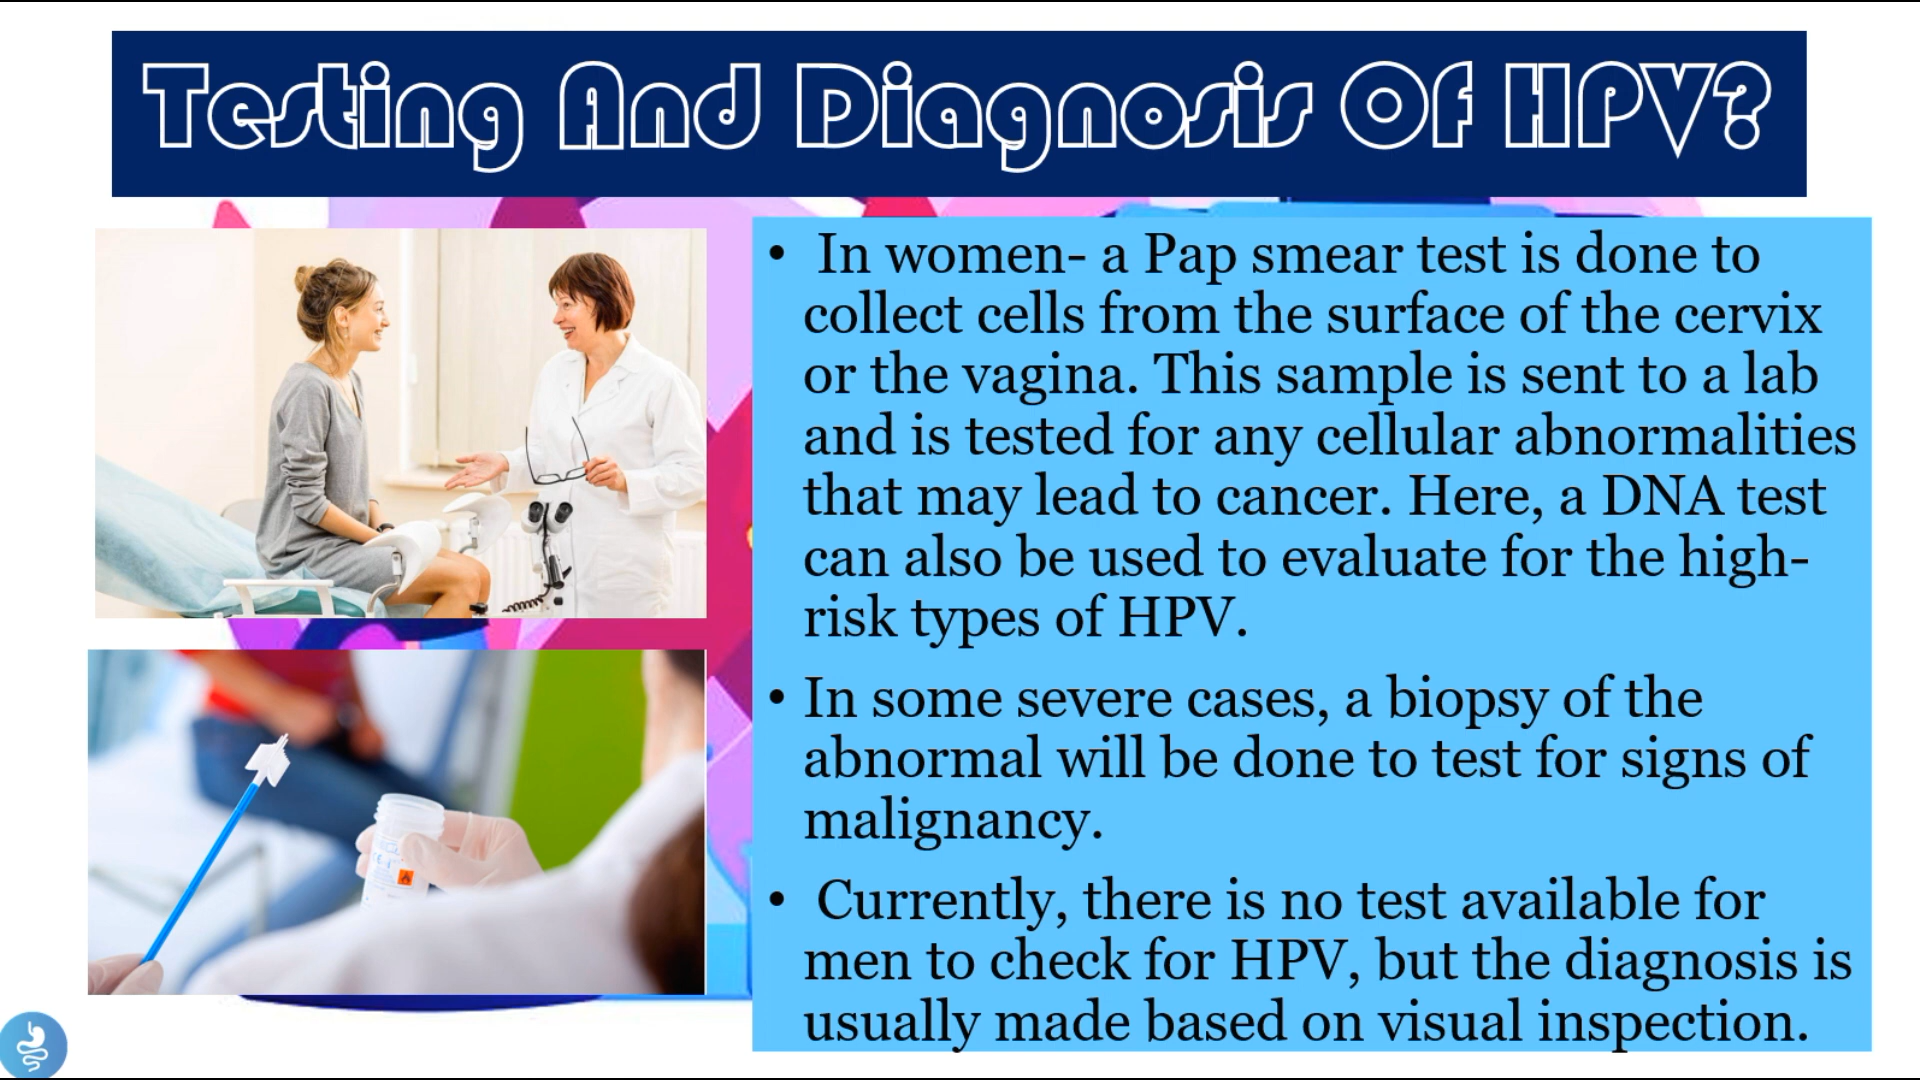 Testing And Diagnosis Of HPV?
• In women- a Pap smear test is done to
collect cells from the surface of the cervix
or the vagina. This sample is sent to a lab
and is tested for any cellular abnormalities
that may lead to cancer. Here, a DNA test
can also be used to evaluate for the high-
risk types of HPV.
• In some severe cases, a biopsy of the
abnormal will be done to test for signs of
malignancy.
• Currently, there is no test available for
men to check for HPV, but the diagnosis is
usually made based on visual inspection.